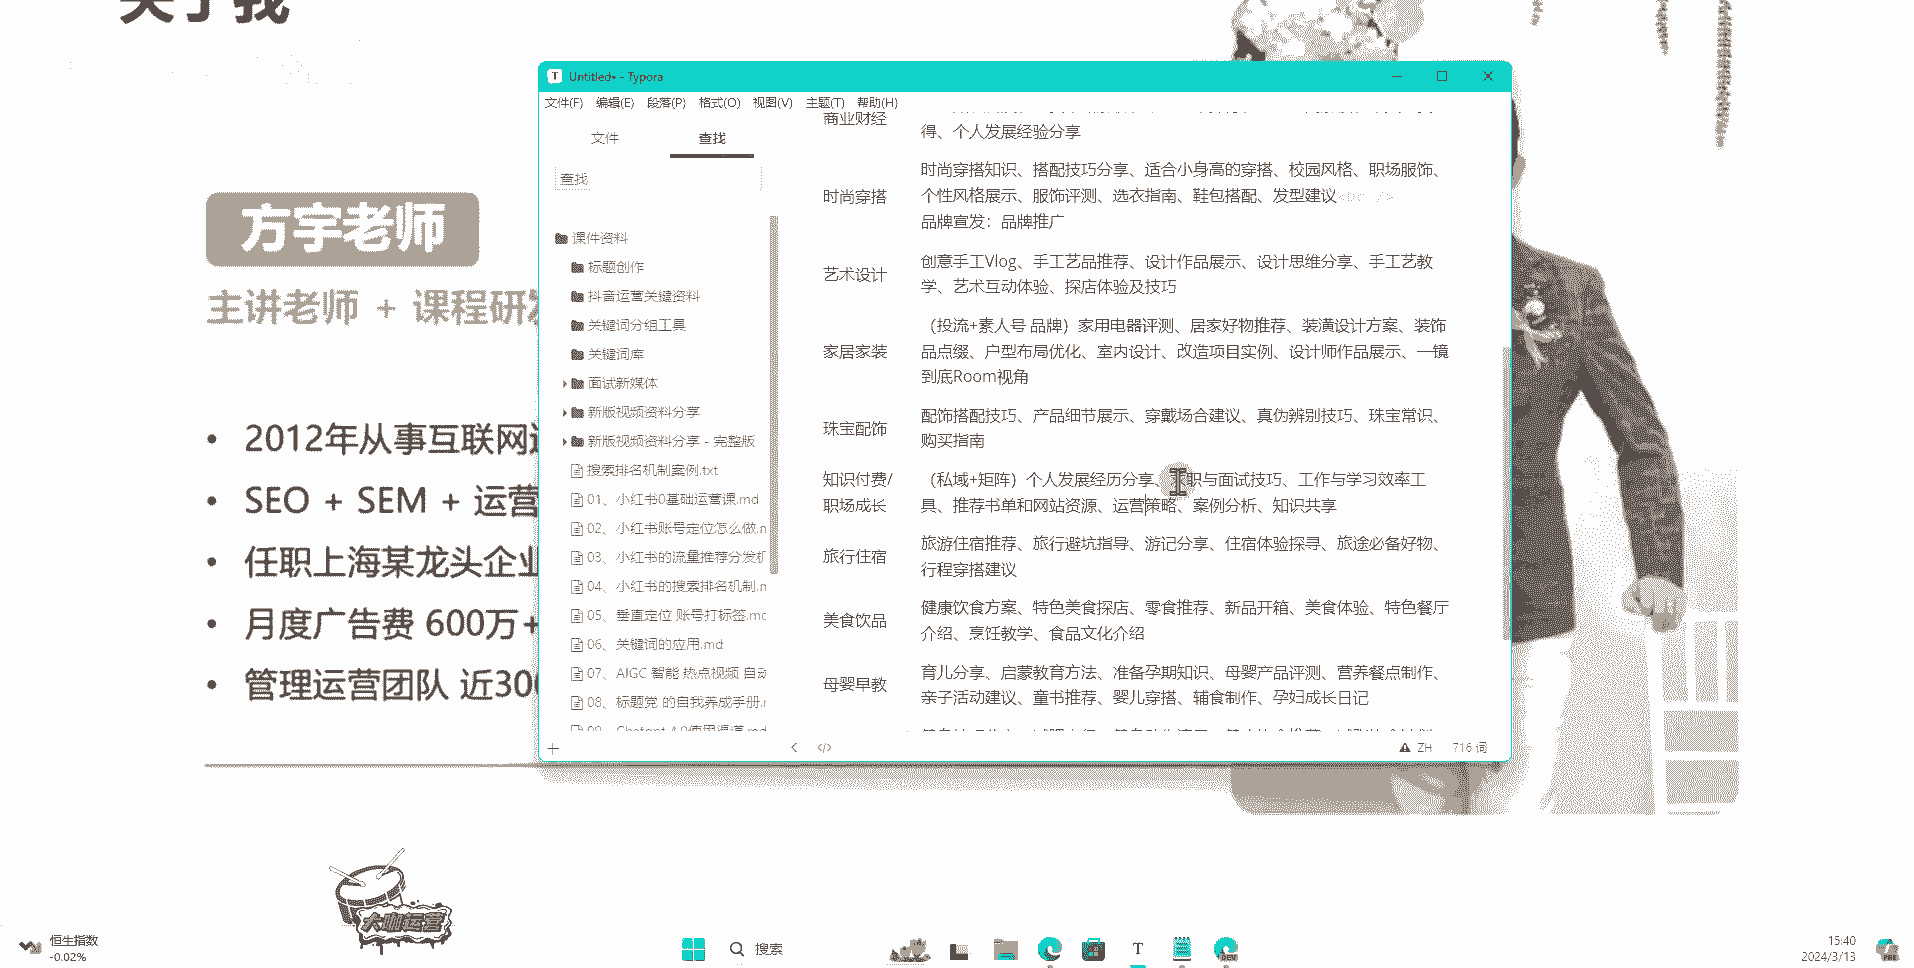 关于我
方宇老师
主讲老师 + 课程研发
2012年从事互联网运
SEO + SEM + 运营
任职上海某龙头企业
月度广告费 600万+
管理运营团队 近300
大咖运营
Untitled• - Typora
文件(F) 编辑(E) 段落(P) 格式(O) 视图(V) 主题(T) 帮助(H)
文件 查找
查找
课件资料
标题创作
抖音运营关键资料
关键词分组工具
关键词库
面试新媒体
新版视频资料分享
新版视频资料分享 - 完整版
搜索排名机制案例.txt
01、小红书0基础运营课.md
02、小红书账号定位怎么做.m
03、小红书的流量推荐分发机
04、小红书的搜索排名机制.m
05、垂直定位 账号打标签.md
06、关键词的应用.md
07、AIGC 智能 热点视频 自动
08、标题党 的自我养成手册.m
09、Chatgpt 4.0使用渠道.md
商业财经
得、个人发展经验分享
时尚穿搭
时尚穿搭知识、搭配技巧分享、适合小身高的穿搭、校园风格、职场服饰、
个性风格展示、服饰评测、选衣指南、鞋包搭配、发型建议<br />
品牌宣发：品牌推广
艺术设计
创意手工Vlog、手工艺品推荐、设计作品展示、设计思维分享、手工艺教
学、艺术互动体验、探店体验及技巧
家居家装
（投流+素人号 品牌）家用电器评测、居家好物推荐、装潢设计方案、装饰
品点缀、户型布局优化、室内设计、改造项目实例、设计师作品展示、一镜
到底Room视角
珠宝配饰
配饰搭配技巧、产品细节展示、穿戴场合建议、真伪辨别技巧、珠宝常识、
购买指南
知识付费/
职场成长
（私域+矩阵）个人发展经历分享、求职与面试技巧、工作与学习效率工
具、推荐书单和网站资源、运营策略、案例分析、知识共享
旅行住宿
旅游住宿推荐、旅行避坑指导、游记分享、住宿体验探寻、旅途必备好物、
行程穿搭建议
美食饮品
健康饮食方案、特色美食探店、零食推荐、新品开箱、美食体验、特色餐厅
介绍、烹饪教学、食品文化介绍
母婴早教
育儿分享、启蒙教育方法、准备孕期知识、母婴产品评测、营养餐点制作、
亲子活动建议、童书推荐、婴儿穿搭、辅食制作、孕妇成长日记
ZH 716 词
恒生指数
-0.02%
搜索
T
DEV
15:40
2024/3/13
PRE